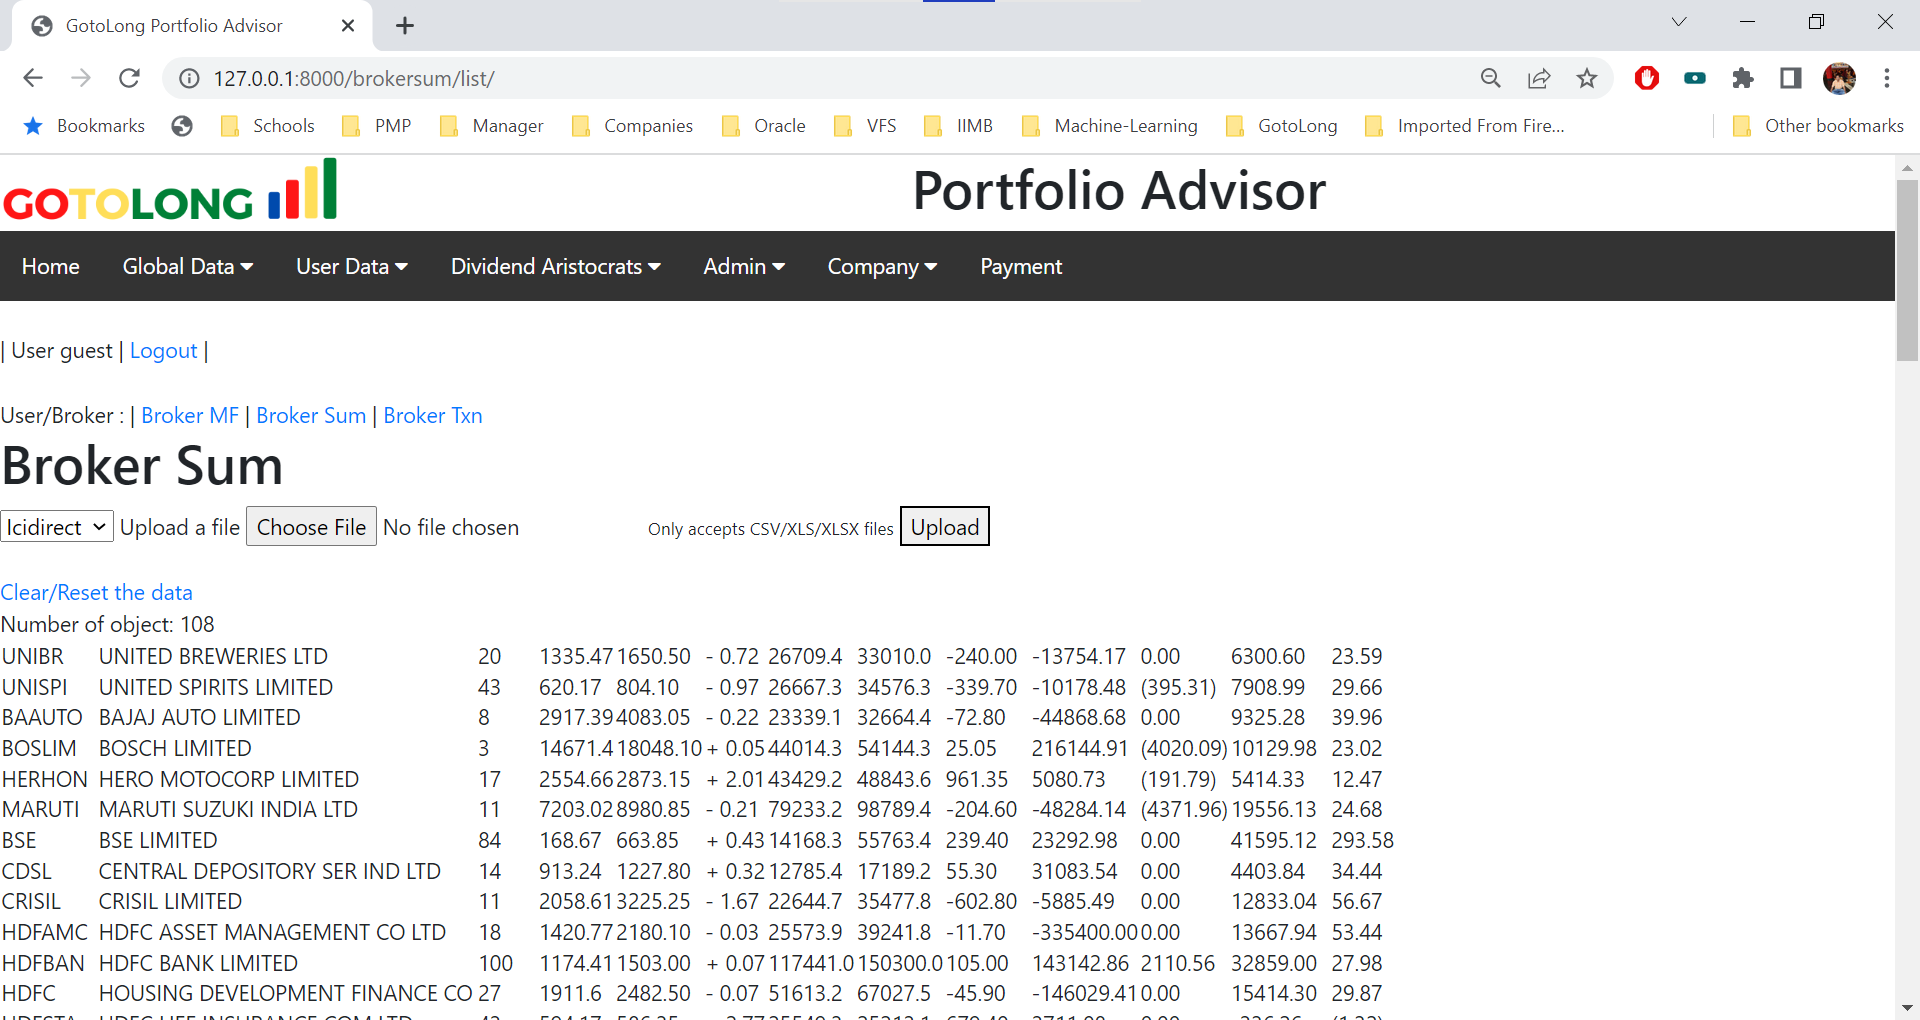 GotoLong Portfolio Advisor
127.0.0.1:8000/brokersum/list/
Bookmarks Schools PMP Manager Companies Oracle VFS IIMB Machine-Learning GotoLong Imported From Fire... Other bookmarks
GOTOLONG
Portfolio Advisor
Home Global Data User Data Dividend Aristocrats Admin Company Payment
| User guest | Logout |
User/Broker : | Broker MF | Broker Sum | Broker Txn
Broker Sum
Icidirect Upload a file Choose File No file chosen Only accepts CSV/XLS/XLSX files Upload
Clear/Reset the data
Number of object: 108
UNIBR UNITED BREWERIES LTD 20 1335.47 1650.50 - 0.72 26709.4 33010.0 -240.00 -13754.17 0.00 6300.60 23.59
UNISPI UNITED SPIRITS LIMITED 43 620.17 804.10 - 0.97 26667.3 34576.3 -339.70 -10178.48 (395.31) 7908.99 29.66
BAAUTO BAJAJ AUTO LIMITED 8 2917.39 4083.05 - 0.22 23339.1 32664.4 -72.80 -44868.68 0.00 9325.28 39.96
BOSLIM BOSCH LIMITED 3 14671.4 18048.10 + 0.05 44014.3 54144.3 25.05 216144.91 (4020.09) 10129.98 23.02
HERHON HERO MOTOCORP LIMITED 17 2554.66 2873.15 + 2.01 43429.2 48843.6 961.35 5080.73 (191.79) 5414.33 12.47
MARUTI MARUTI SUZUKI INDIA LTD 11 7203.02 8980.85 - 0.21 79233.2 98789.4 -204.60 -48284.14 (4371.96) 19556.13 24.68
BSE BSE LIMITED 84 168.67 663.85 + 0.43 14168.3 55763.4 239.40 23292.98 0.00 41595.12 293.58
CDSL CENTRAL DEPOSITORY SER IND LTD 14 913.24 1227.80 + 0.32 12785.4 17189.2 55.30 31083.54 0.00 4403.84 34.44
CRISIL CRISIL LIMITED 11 2058.61 3225.25 - 1.67 22644.7 35477.8 -602.80 -5885.49 0.00 12833.04 56.67
HDFAMC HDFC ASSET MANAGEMENT CO LTD 18 1420.77 2180.10 - 0.03 25573.9 39241.8 -11.70 -335400.00 0.00 13667.94 53.44
HDFBAN HDFC BANK LIMITED 100 1174.41 1503.00 + 0.07 117441.0 150300.0 105.00 143142.86 2110.56 32859.00 27.98
HDFC HOUSING DEVELOPMENT FINANCE CO 27 1911.6 2482.50 - 0.07 51613.2 67027.5 -45.90 -146029.41 0.00 15414.30 29.87